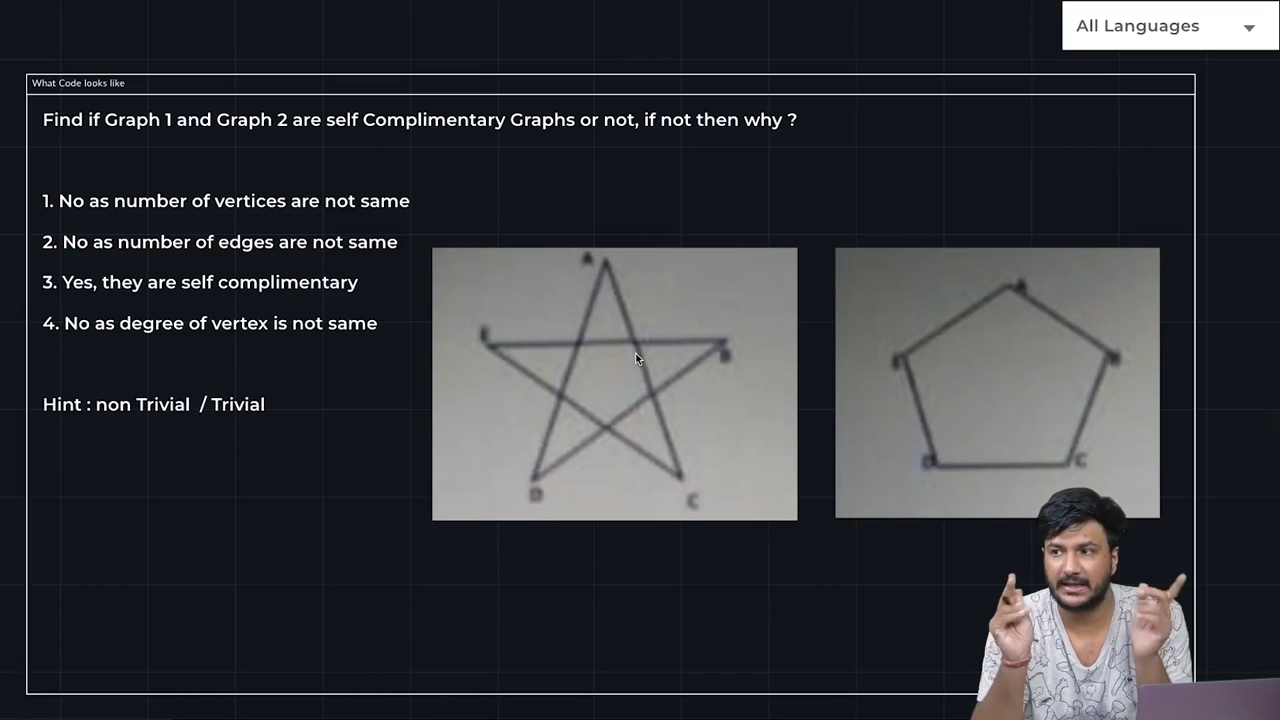 All Languages
What Code looks like
Find if Graph 1 and Graph 2 are self Complimentary Graphs or not, if not then why ?
1. No as number of vertices are not same
2. No as number of edges are not same
3. Yes, they are self complimentary
4. No as degree of vertex is not same
Hint : non Trivial / Trivial
A
E
B
D
C
A
B
D
C